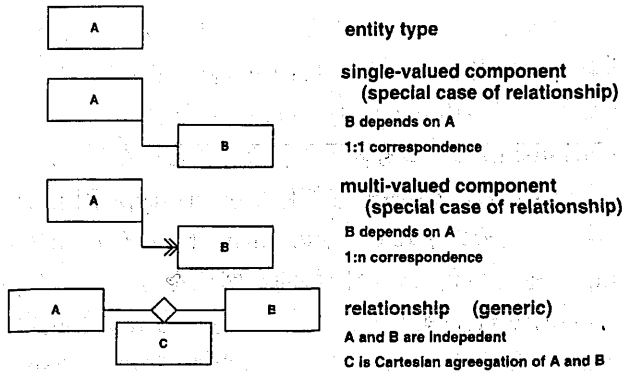 A
entity type
A
single-valued component
(special case of relationship)
B depends on A
B
1:1 correspondence
A
multi-valued component
(special case of relationship)
B depends on A
B
1:n correspondence
A
B
relationship (generic)
A and B are indepedent
C
C is Cartesian agreegation of A and B